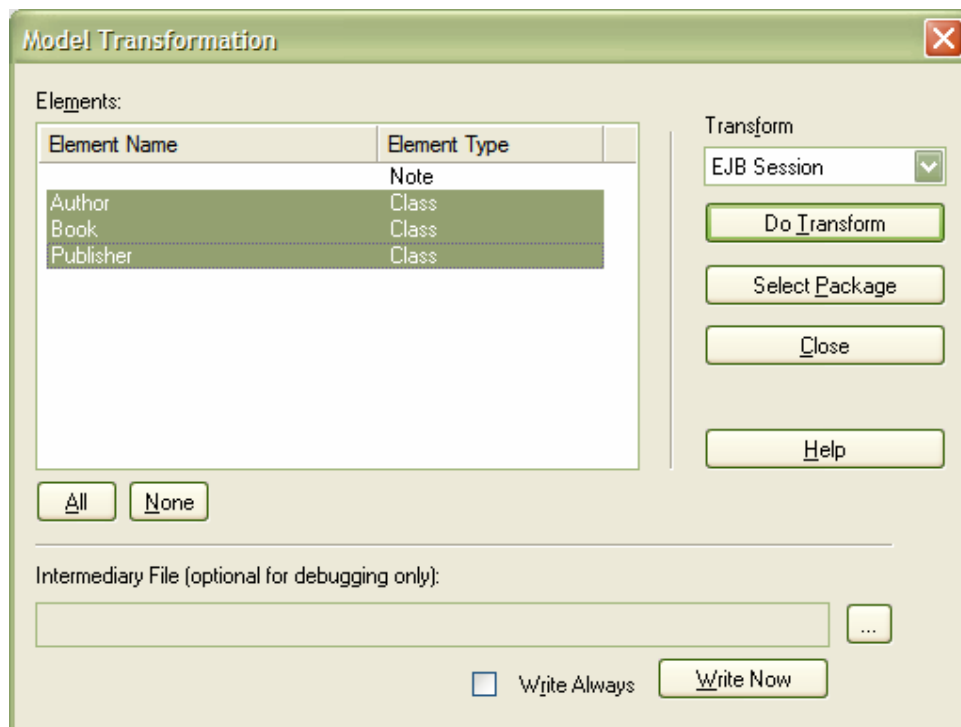 Model Transformation
Elements:
Element Name Element Type
Note
Author Class
Book Class
Publisher Class
All None
Transform
EJB Session
Do Transform
Select Package
Close
Help
Intermediary File (optional for debugging only):
...
Write Always Write Now